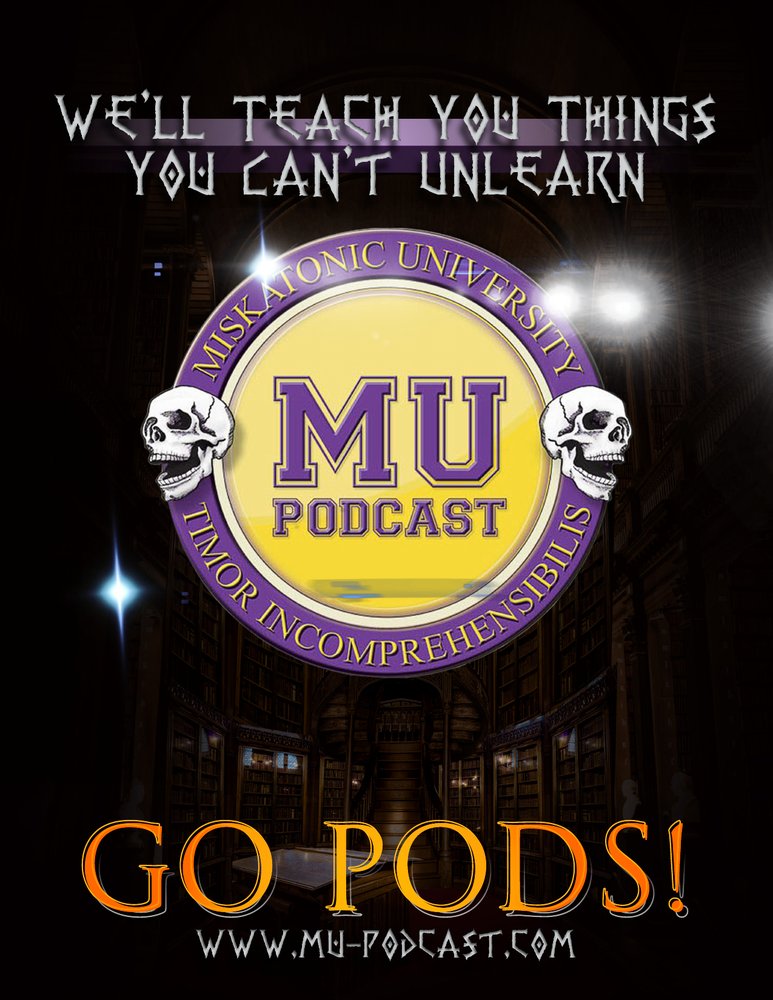 WE'LL TEACH YOU THINGS
YOU CAN'T UNLEARN
MISKATONIC UNIVERSITY
MU
PODCAST
TIMOR INCOMPREHENSIBILIS
GO PODS!
WWW.MU-PODCAST.COM